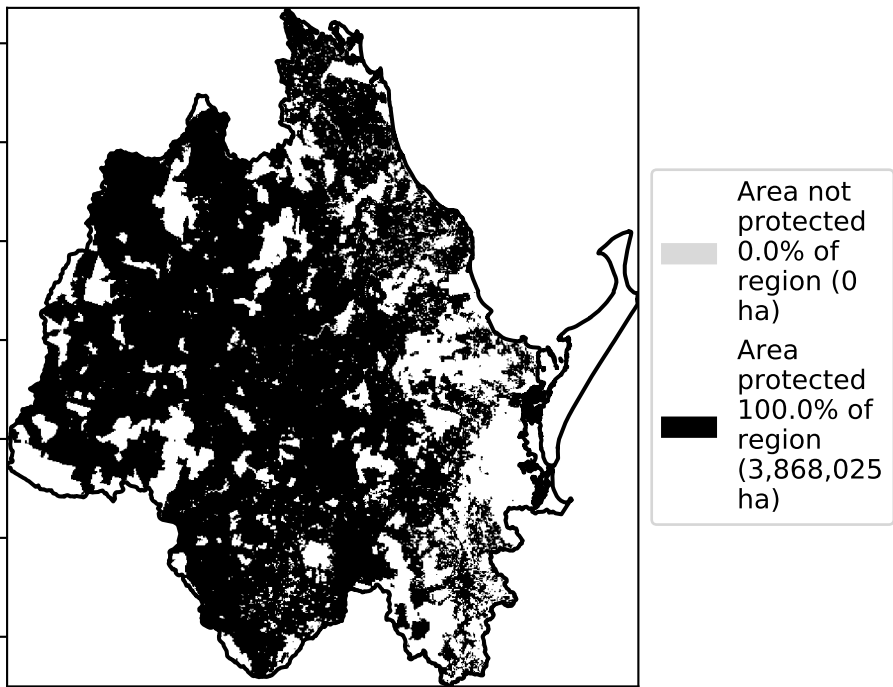 Area not
protected
0.0% of
region (0
ha)
Area
protected
100.0% of
region
(3,868,025
ha)